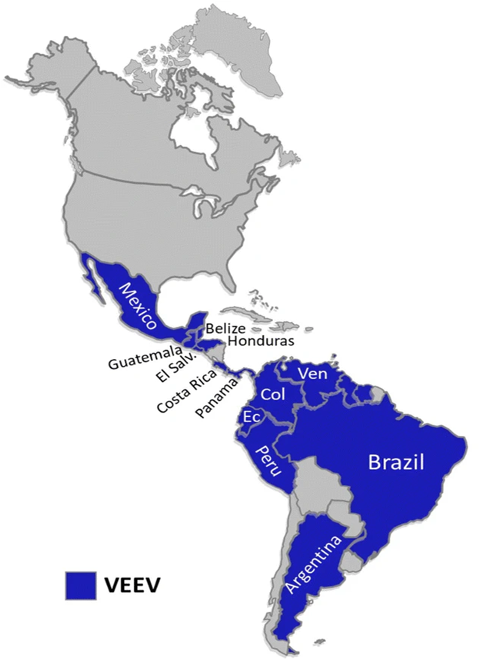 Mexico
Belize
Honduras
Guatemala
El Salv.
Costa Rica
Panama
Ven
Col
Ec
Peru
Brazil
Argentina
VEEV